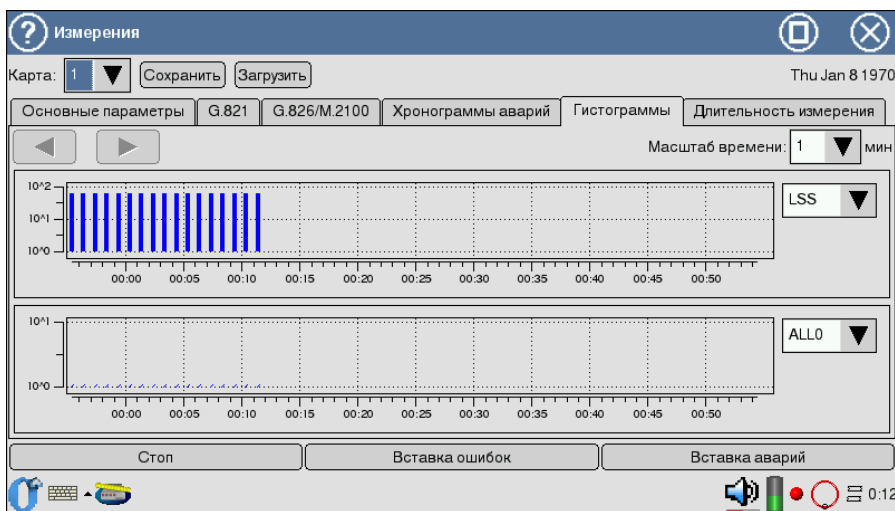 Измерения
Карта: 1 Сохранить Загрузить Thu Jan 8 1970
Основные параметры G.821 G.826/M.2100 Хронограммы аварий Гистограммы Длительность измерения
Масштаб времени: 1 мин
10^2
10^1
10^0
LSS
00:00 00:05 00:10 00:15 00:20 00:25 00:30 00:35 00:40 00:45 00:50
10^1
10^0
ALL0
00:00 00:05 00:10 00:15 00:20 00:25 00:30 00:35 00:40 00:45 00:50
Стоп Вставка ошибок Вставка аварий
0:12